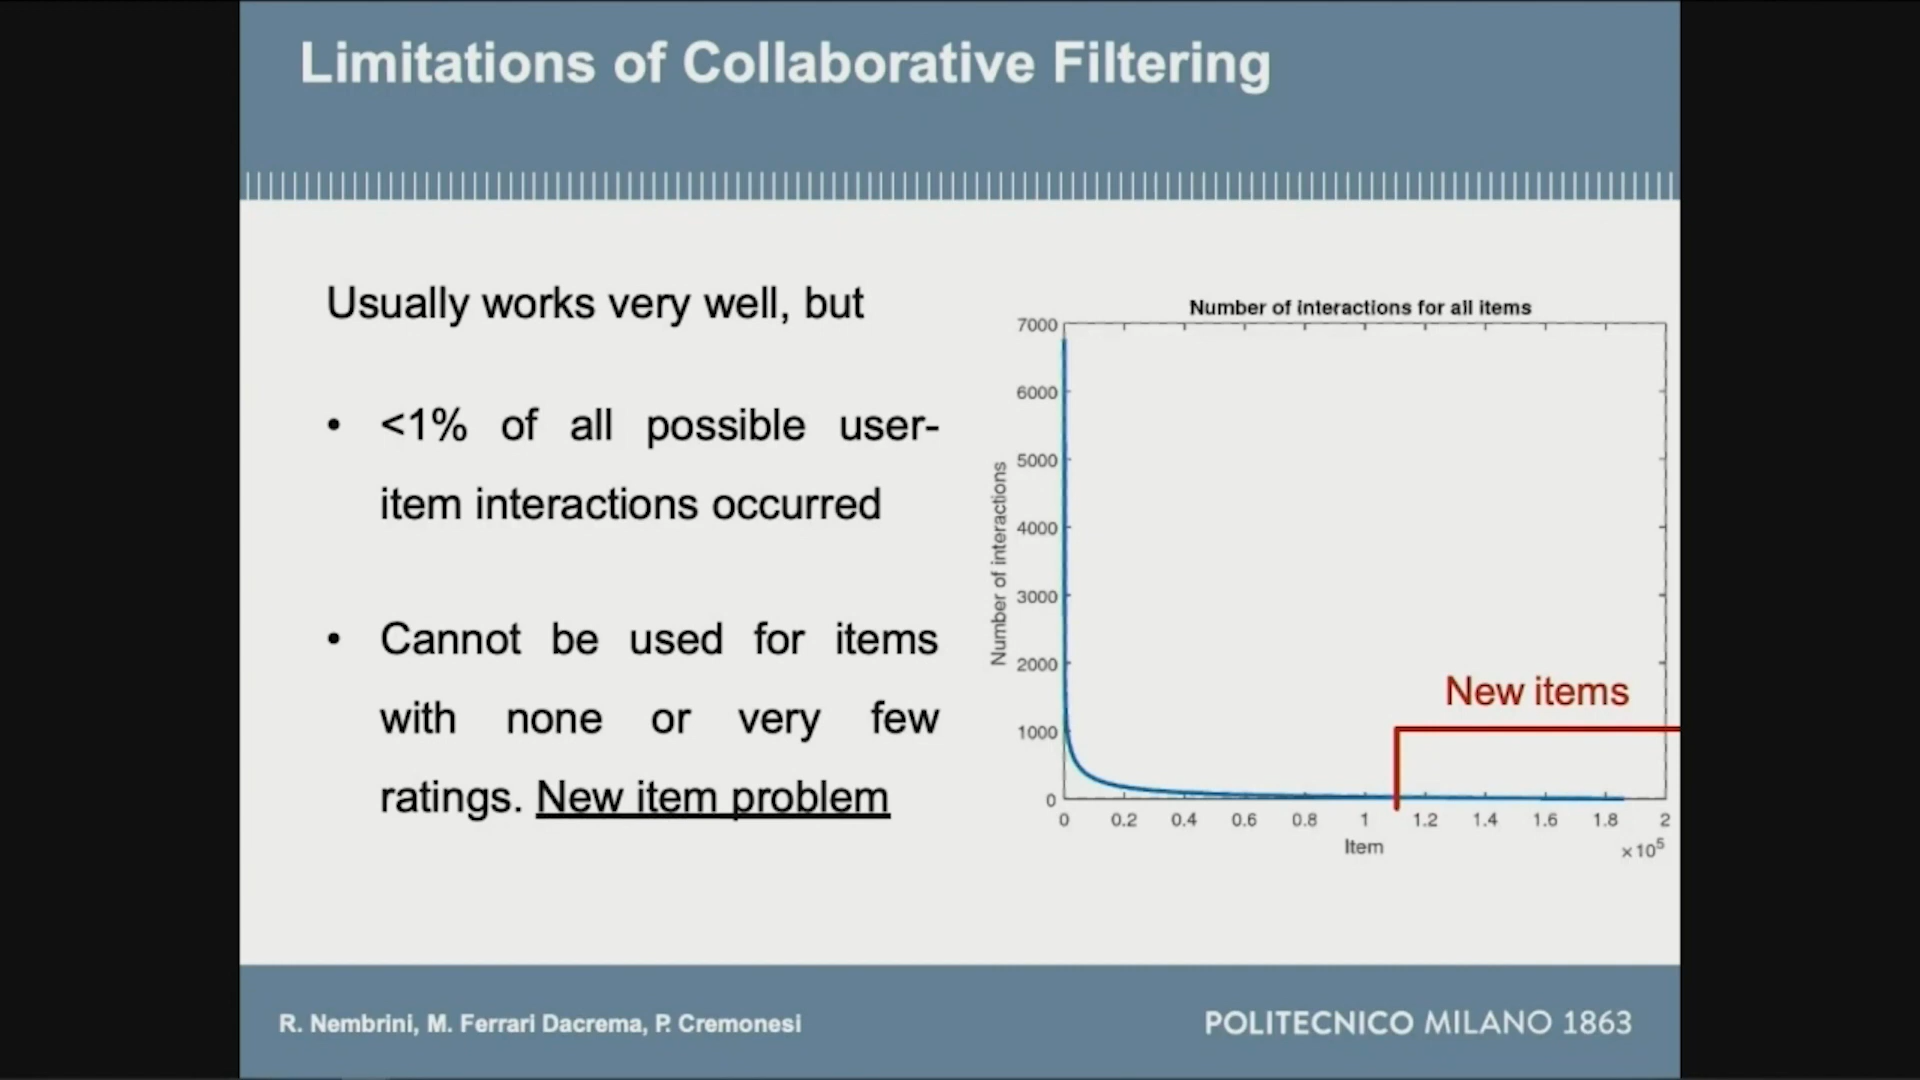 Limitations of Collaborative Filtering
Usually works very well, but
• <1% of all possible user-
item interactions occurred
• Cannot be used for items
with none or very few
ratings. New item problem
Number of interactions for all items
7000
6000
5000
4000
3000
2000
1000
0
Number of interactions
New items
0 0.2 0.4 0.6 0.8 1 1.2 1.4 1.6 1.8 2
Item
×10⁵
R. Nembrini, M. Ferrari Dacrema, P. Cremonesi
POLITECNICO MILANO 1863